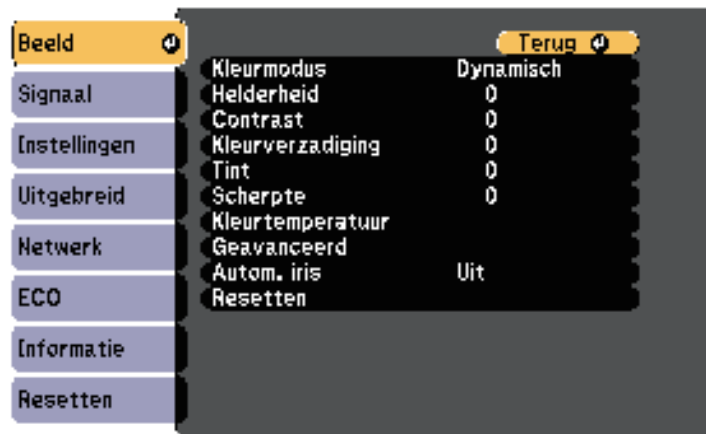 Beeld
Signaal
Instellingen
Uitgebreid
Netwerk
ECO
Informatie
Resetten
Terug
Kleurmodus Dynamisch
Helderheid 0
Contrast 0
Kleurverzadiging 0
Tint 0
Scherpte 0
Kleurtemperatuur
Geavanceerd
Autom. iris Uit
Resetten